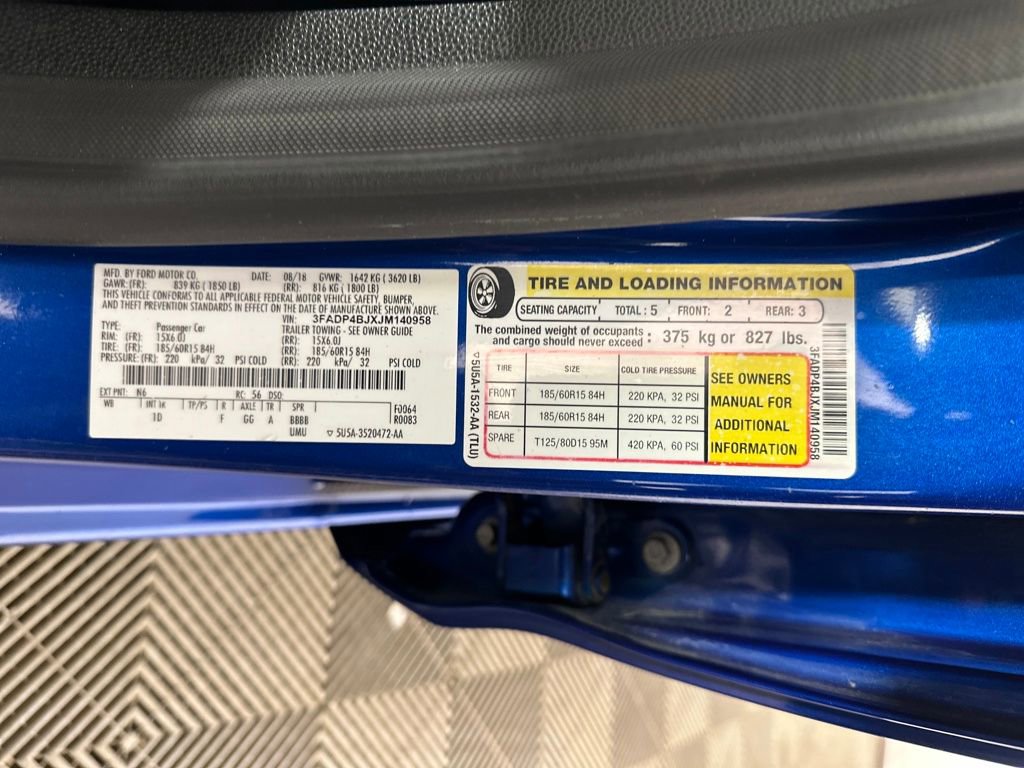 MFD. BY FORD MOTOR CO. DATE: 08/18 GVWR: 1642 KG ( 3620 LB)
GAWR: (FR): 839 KG ( 1850 LB) (RR): 816 KG ( 1800 LB)
THIS VEHICLE CONFORMS TO ALL APPLICABLE FEDERAL MOTOR VEHICLE SAFETY, BUMPER,
AND THEFT PREVENTION STANDARDS IN EFFECT ON THE DATE OF MANUFACTURE SHOWN ABOVE.
VIN: 3FADP4BJXJM140958
TYPE: Passenger Car TRAILER TOWING - SEE OWNER GUIDE
RIM: (FR): 15X6.0J (RR): 15X6.0J
TIRE: (FR): 185/60R15 84H (RR): 185/60R15 84H
PRESSURE: (FR): 220 kPa/ 32 PSI COLD (RR): 220 kPa/ 32 PSI COLD
EXT PNT: N6 RC: 56 DSO:
WB INT TR TP/PS R AXLE TR SPR F0064
1D F GG A BBBB R0083
UMU ▽ 5U5A-3520472-AA
TIRE AND LOADING INFORMATION
SEATING CAPACITY TOTAL: 5 FRONT: 2 REAR: 3
The combined weight of occupants
and cargo should never exceed : 375 kg or 827 lbs.
TIRE SIZE COLD TIRE PRESSURE
FRONT 185/60R15 84H 220 KPA, 32 PSI
REAR 185/60R15 84H 220 KPA, 32 PSI
SPARE T125/80D15 95M 420 KPA, 60 PSI
SEE OWNERS
MANUAL FOR
ADDITIONAL
INFORMATION
▽5U5A-1532-AA (TLU)
3FADP4BJXJM140958